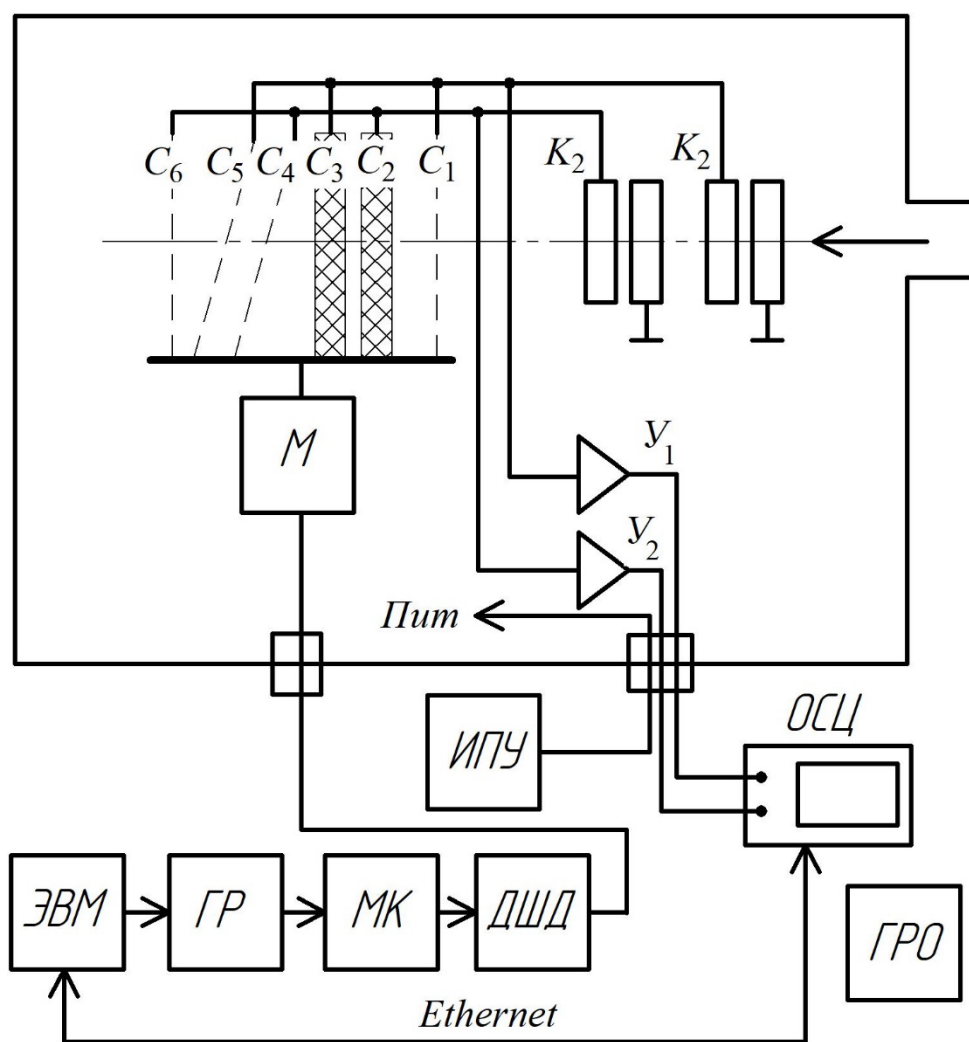 C6 C5 C4 C3 C2 C1 K2 K2
M
У1
У2
Пит
ИПУ
ОСЦ
ЭВМ ГР МК ДШД
ГРО
Ethernet